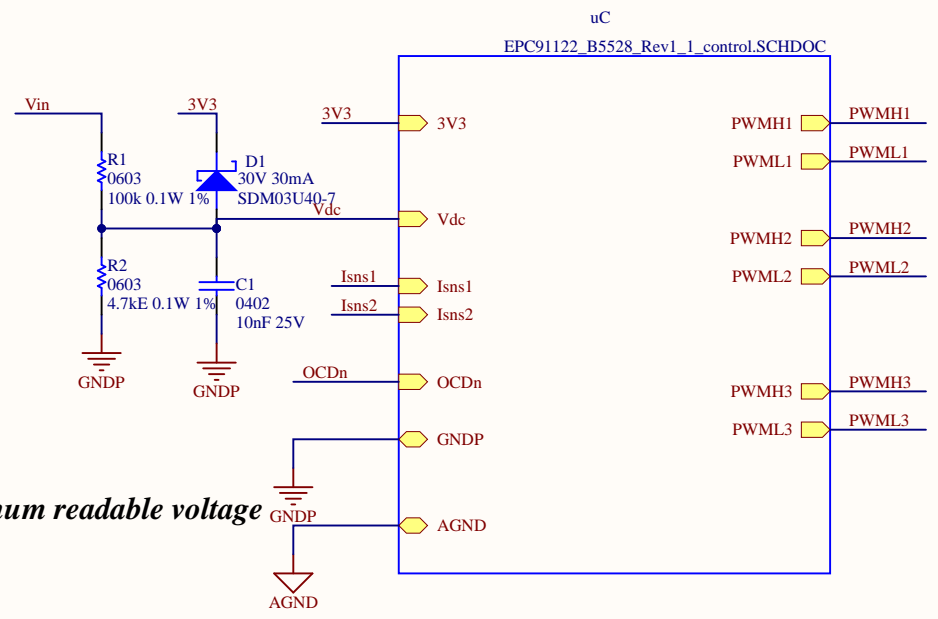 uC
EPC91122_B5528_Rev1_1_control.SCHDOC
Vin
3V3
R1
0603
100k 0.1W 1%
D1
30V 30mA
SDM03U40-7
Vdc
R2
0603
4.7kE 0.1W 1%
C1
0402
10nF 25V
GNDP
GNDP
3V3
3V3
Vdc
Isns1
Isns1
Isns2
Isns2
OCDn
OCDn
GNDP
GNDP
AGND
AGND
PWMH1
PWMH1
PWML1
PWML1
PWMH2
PWMH2
PWML2
PWML2
PWMH3
PWMH3
PWML3
PWML3
readable voltage